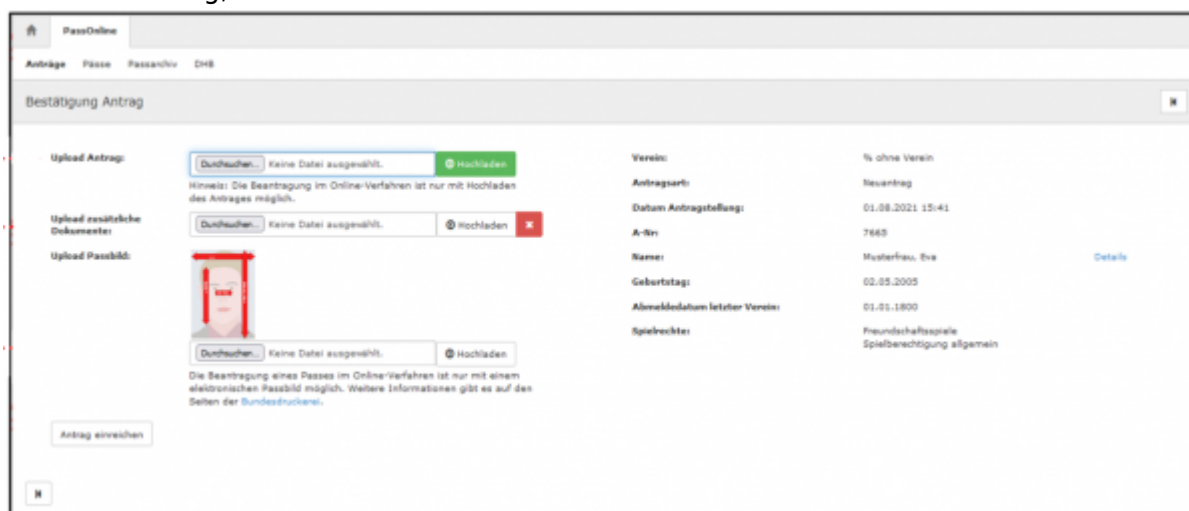 PassOnline
Anträge Pässe Passarchiv DHB
Bestätigung Antrag
Upload Antrag:
Durchsuchen... Keine Datei ausgewählt. Hochladen
Hinweis: Die Beantragung im Online-Verfahren ist nur mit Hochladen
des Antrages möglich.
Upload zusätzliche
Dokumente:
Durchsuchen... Keine Datei ausgewählt. Hochladen
Upload Passbild:
Durchsuchen... Keine Datei ausgewählt. Hochladen
Die Beantragung eines Passes im Online-Verfahren ist nur mit einem
elektronischen Passbild möglich. Weitere Informationen gibt es auf den
Seiten der Bundesdruckerei.
Antrag einreichen
Verein: % ohne Verein
Antragsart: Neuantrag
Datum Antragstellung: 01.08.2021 15:41
A-Nr: 7665
Name: Musterfrau, Eva Details
Geburtstag: 02.05.2005
Abmeldedatum letzter Verein: 01.01.1800
Spielrechte: Freundschaftsspiele
Spielberechtigung allgemein